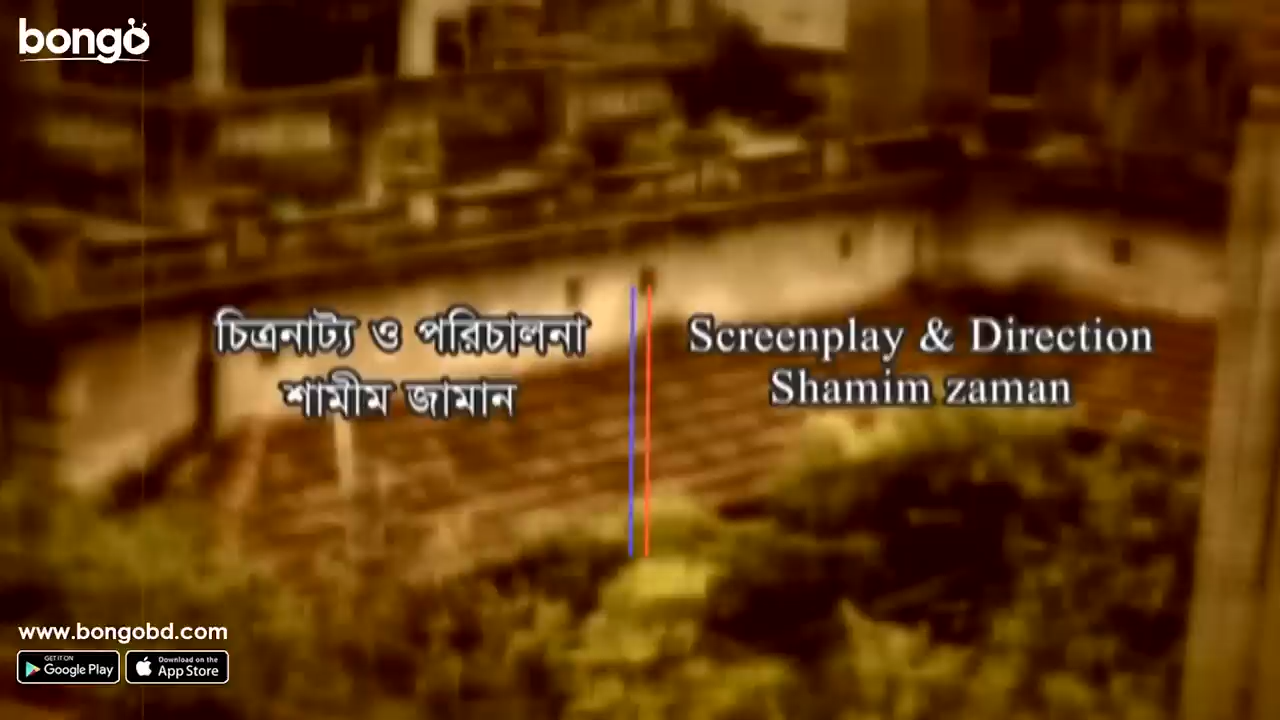 bongo
চিত্রনাট্য ও পরিচালনা
শামীম জামান
Screenplay & Direction
Shamim zaman
www.bongobd.com
GET IT ON
Google Play
Download on the
App Store